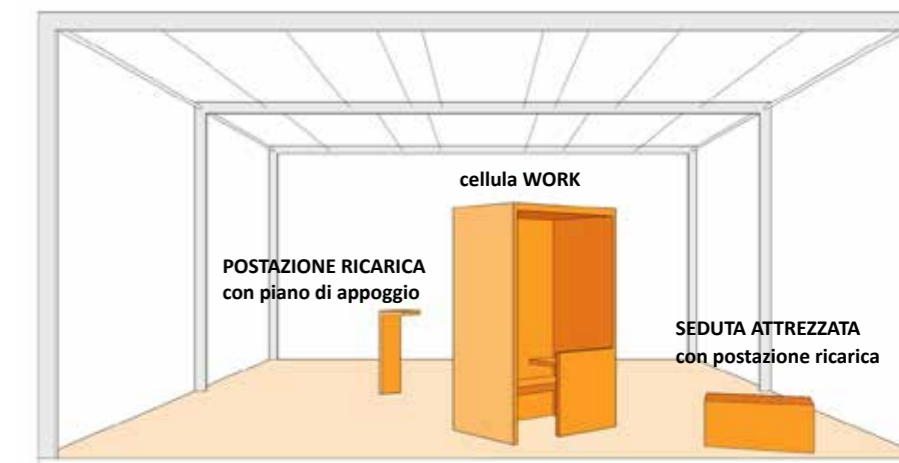 cellula WORK
POSTAZIONE RICARICA
con piano di appoggio
SEDUTA ATTREZZATA
con postazione ricarica